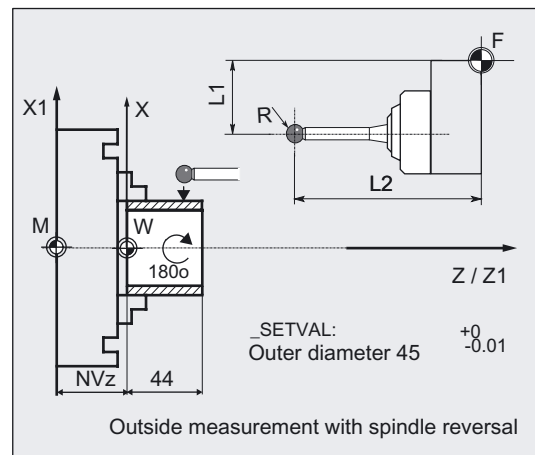 F
X1
X
L1
R
L2
M
W
180o
Z / Z1
_SETVAL: +0
Outer diameter 45 -0.01
NVz
44
Outside measurement with spindle reversal